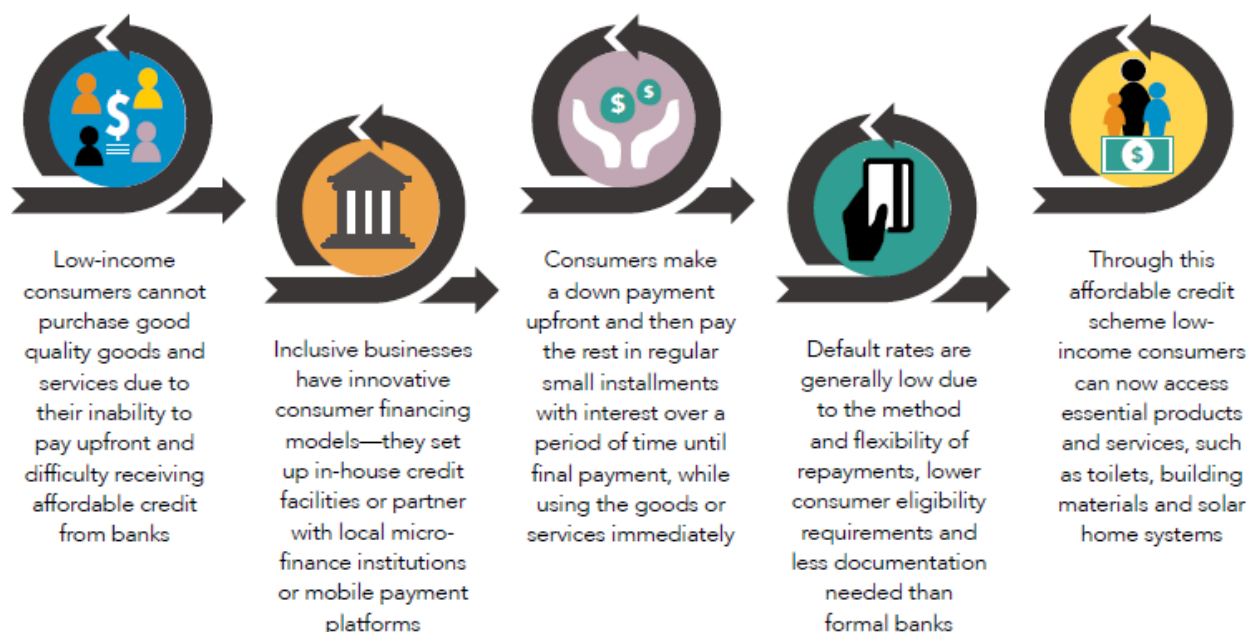 $
Low-income
consumers cannot
purchase good
quality goods and
services due to
their inability to
pay upfront and
difficulty receiving
affordable credit
from banks
Inclusive businesses
have innovative
consumer financing
models—they set
up in-house credit
facilities or partner
with local micro-
finance institutions
or mobile payment
platforms
$ $
Consumers make
a down payment
upfront and then pay
the rest in regular
small installments
with interest over a
period of time until
final payment, while
using the goods or
services immediately
Default rates are
generally low due
to the method
and flexibility of
repayments, lower
consumer eligibility
requirements and
less documentation
needed than
formal banks
$
Through this
affordable credit
scheme low-
income consumers
can now access
essential products
and services, such
as toilets, building
materials and solar
home systems